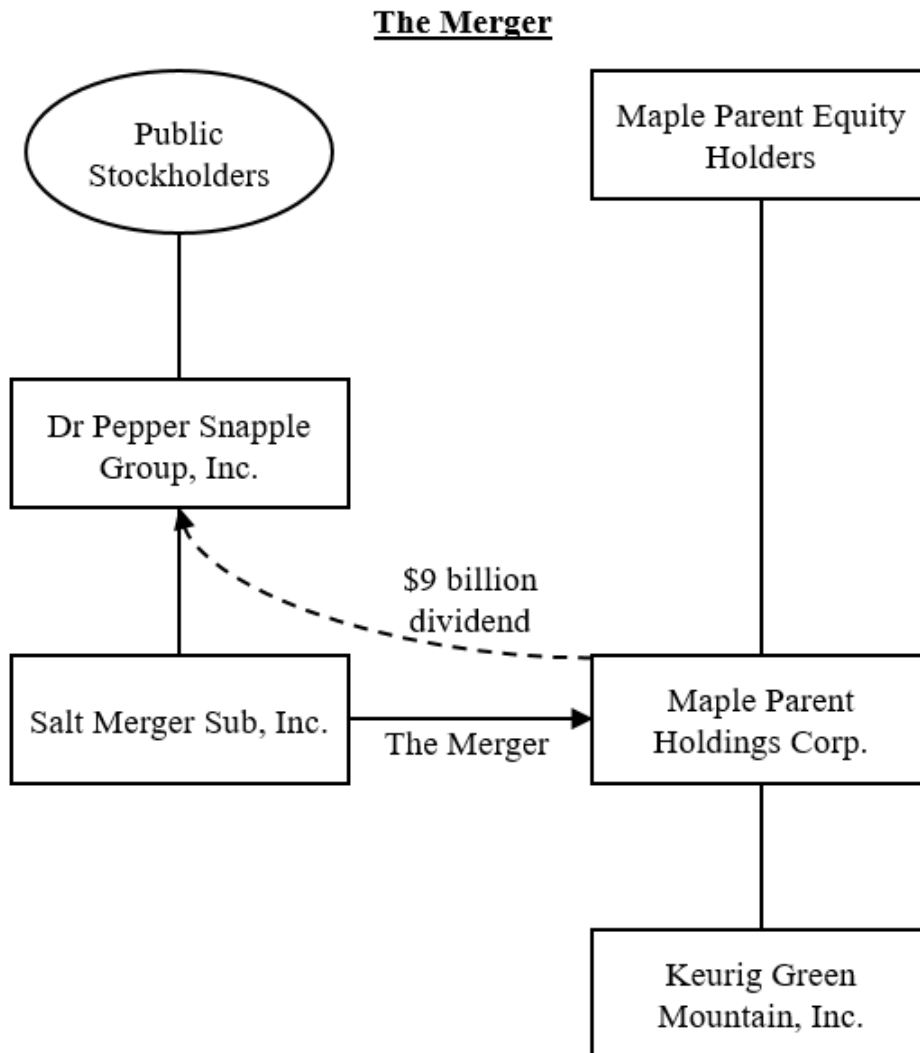 The Merger
Public
Stockholders
Maple Parent Equity
Holders
Dr Pepper Snapple
Group, Inc.
$9 billion
dividend
Salt Merger Sub, Inc.
The Merger
Maple Parent
Holdings Corp.
Keurig Green
Mountain, Inc.